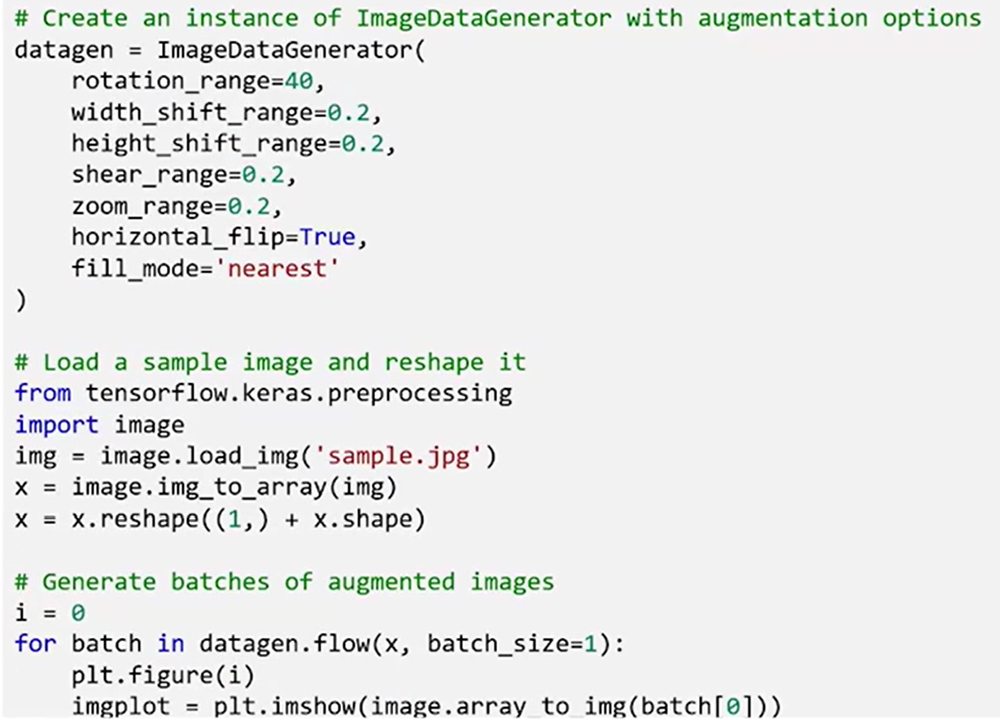 # Create an instance of ImageDataGenerator with augmentation options
datagen = ImageDataGenerator(
    rotation_range=40,
    width_shift_range=0.2,
    height_shift_range=0.2,
    shear_range=0.2,
    zoom_range=0.2,
    horizontal_flip=True,
    fill_mode='nearest'
)

# Load a sample image and reshape it
from tensorflow.keras.preprocessing
import image
img = image.load_img('sample.jpg')
x = image.img_to_array(img)
x = x.reshape((1,) + x.shape)

# Generate batches of augmented images
i = 0
for batch in datagen.flow(x, batch_size=1):
    plt.figure(i)
    imgplot = plt.imshow(image.array_to_img(batch[0]))